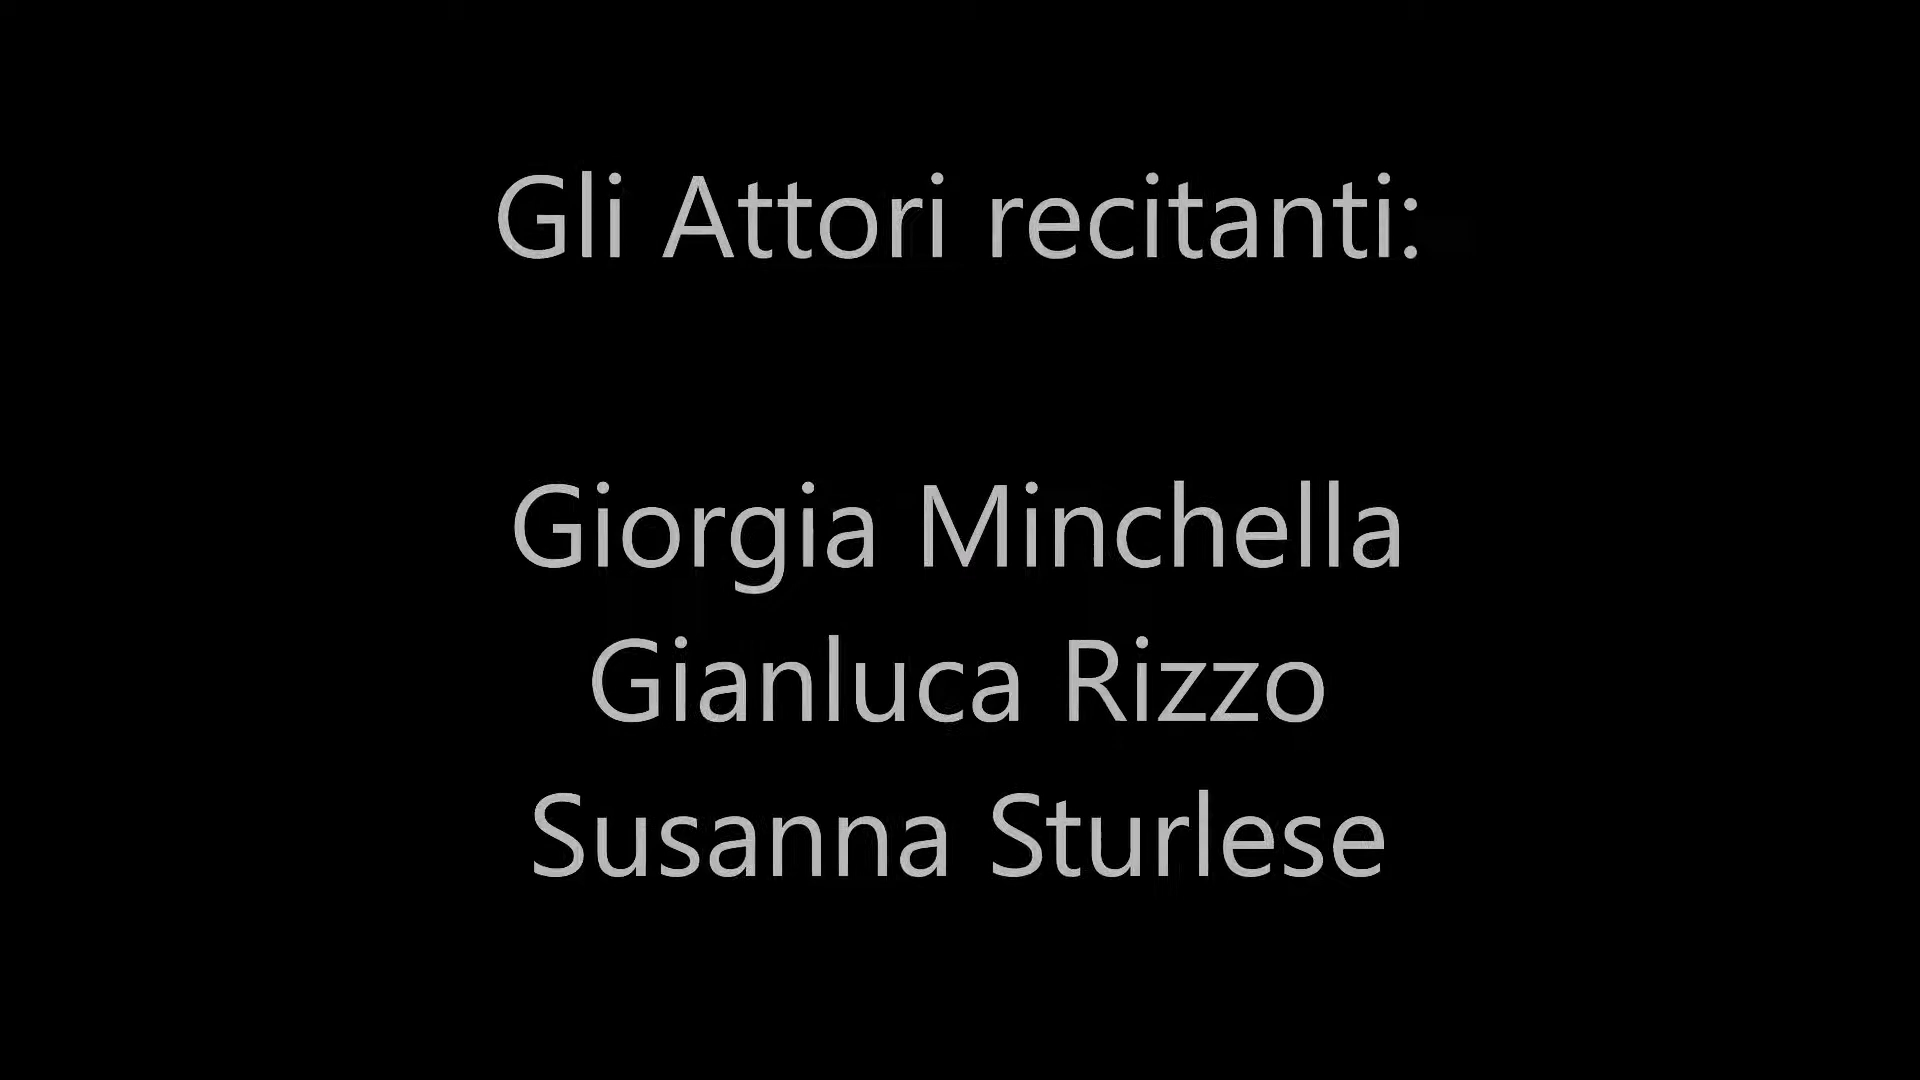 Gli Attori recitanti:
Giorgia Minchella
Gianluca Rizzo
Susanna Sturlese